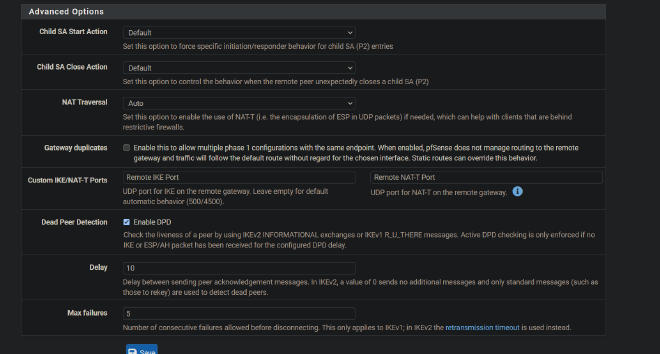 Advanced Options
Child SA Start Action
Default
Set this option to force specific initiation/responder behavior for child SA (P2) entries
Child SA Close Action
Default
Set this option to control the behavior when the remote peer unexpectedly closes a child SA (P2)
NAT Traversal
Auto
Set this option to enable the use of NAT-T (i.e. the encapsulation of ESP in UDP packets) if needed, which can help with clients that are behind
restrictive firewalls.
Gateway duplicates
Enable this to allow multiple phase 1 configurations with the same endpoint. When enabled, pfSense does not manage routing to the remote
gateway and traffic will follow the default route without regard for the chosen interface. Static routes can override this behavior.
Custom IKE/NAT-T Ports
Remote IKE Port
Remote NAT-T Port
UDP port for IKE on the remote gateway. Leave empty for default
automatic behavior (500/4500).
UDP port for NAT-T on the remote gateway.
Dead Peer Detection
Enable DPD
Check the liveness of a peer by using IKEv2 INFORMATIONAL exchanges or IKEv1 R_U_THERE messages. Active DPD checking is only enforced if no
IKE or ESP/AH packet has been received for the configured DPD delay.
Delay
10
Delay between sending peer acknowledgement messages. In IKEv2, a value of 0 sends no additional messages and only standard messages (such as
those to rekey) are used to detect dead peers.
Max failures
5
Number of consecutive failures allowed before disconnecting. This only applies to IKEv1; in IKEv2 the retransmission timeout is used instead.
Save